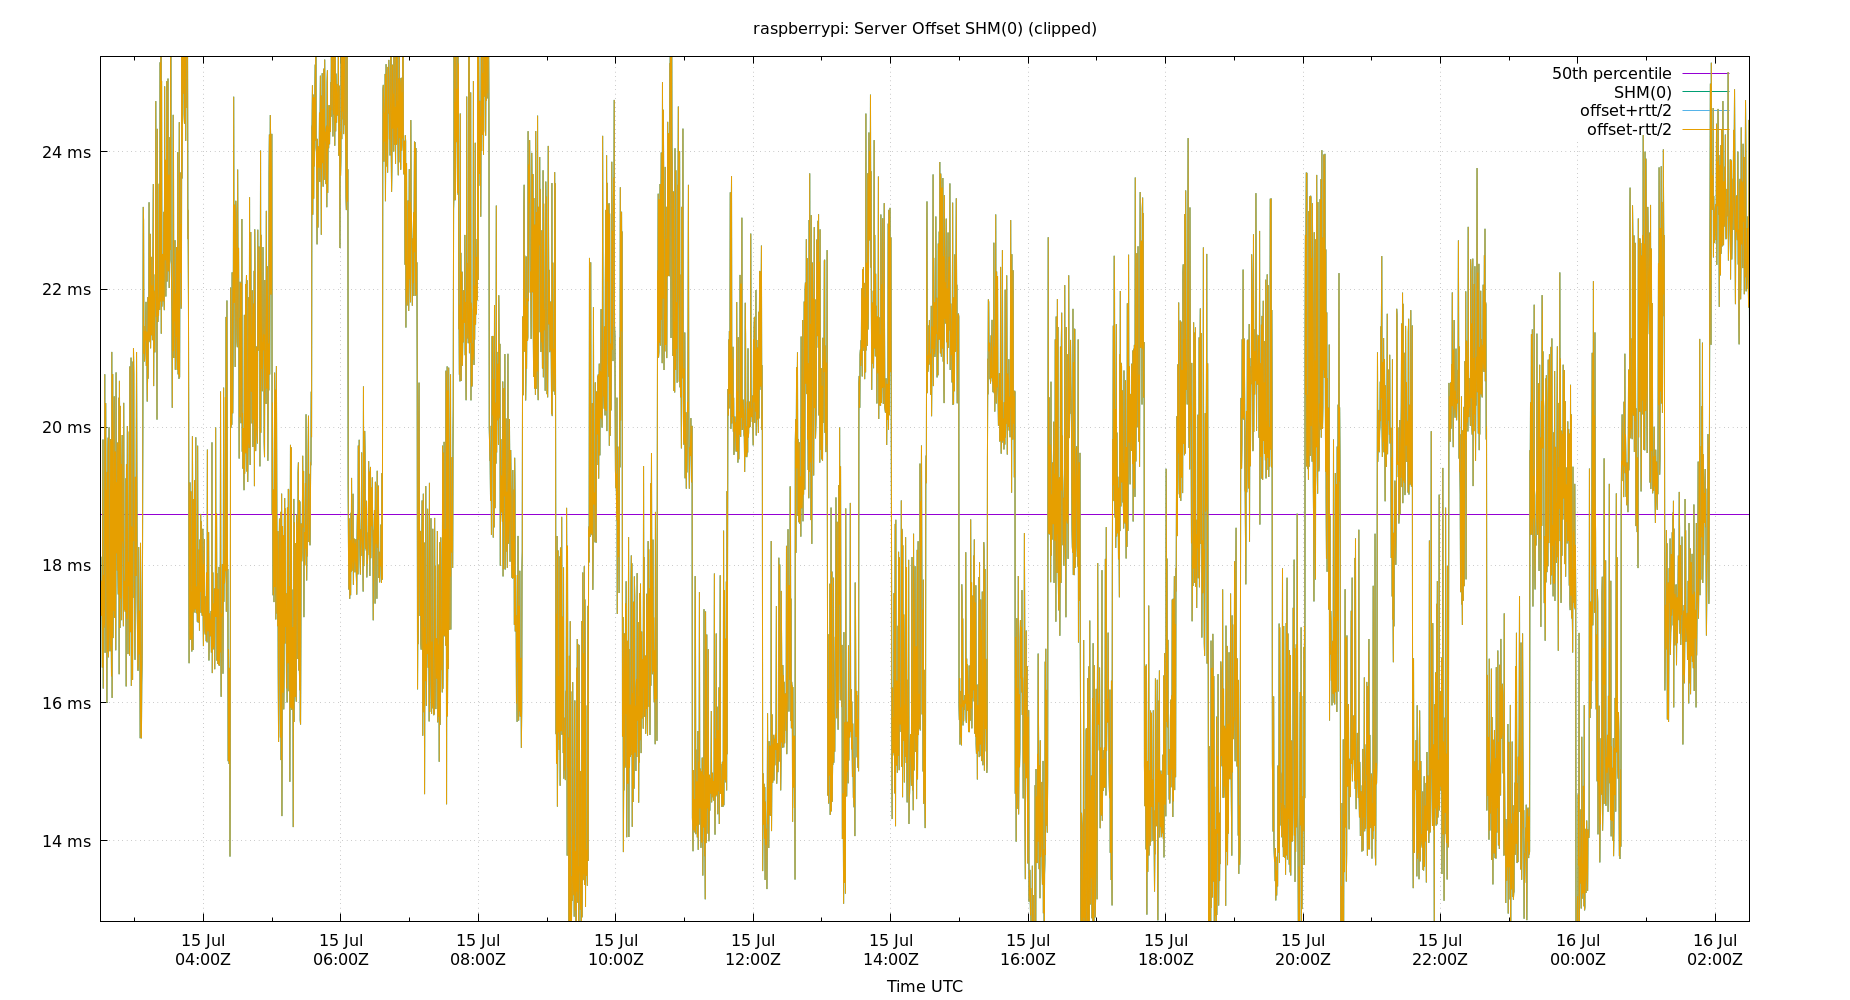 raspberrypi: Server Offset SHM(0) (clipped)
50th percentile
SHM(0)
offset+rtt/2
offset-rtt/2
24 ms
22 ms
20 ms
18 ms
16 ms
14 ms
15 Jul 15 Jul 15 Jul 15 Jul 15 Jul 15 Jul 15 Jul 15 Jul 15 Jul 15 Jul 16 Jul 16 Jul
04:00Z 06:00Z 08:00Z 10:00Z 12:00Z 14:00Z 16:00Z 18:00Z 20:00Z 22:00Z 00:00Z 02:00Z
Time UTC